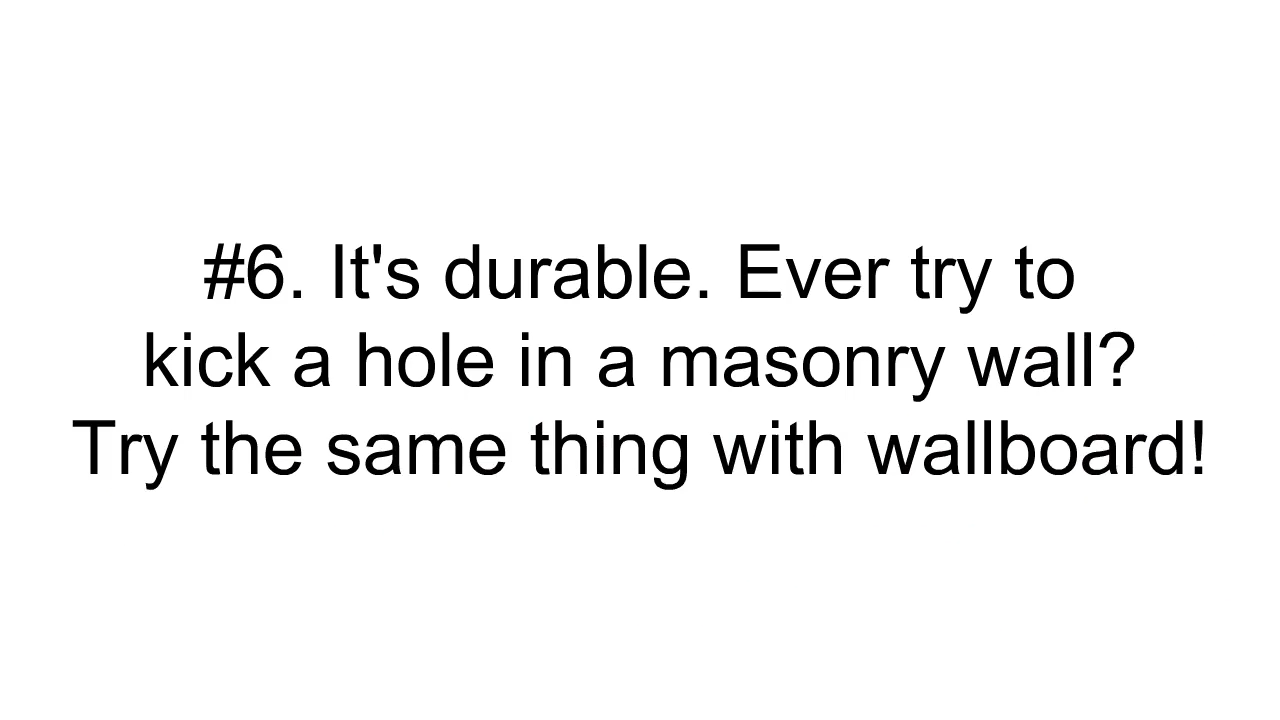 #6. It's durable. Ever try to
kick a hole in a masonry wall?
Try the same thing with wallboard!